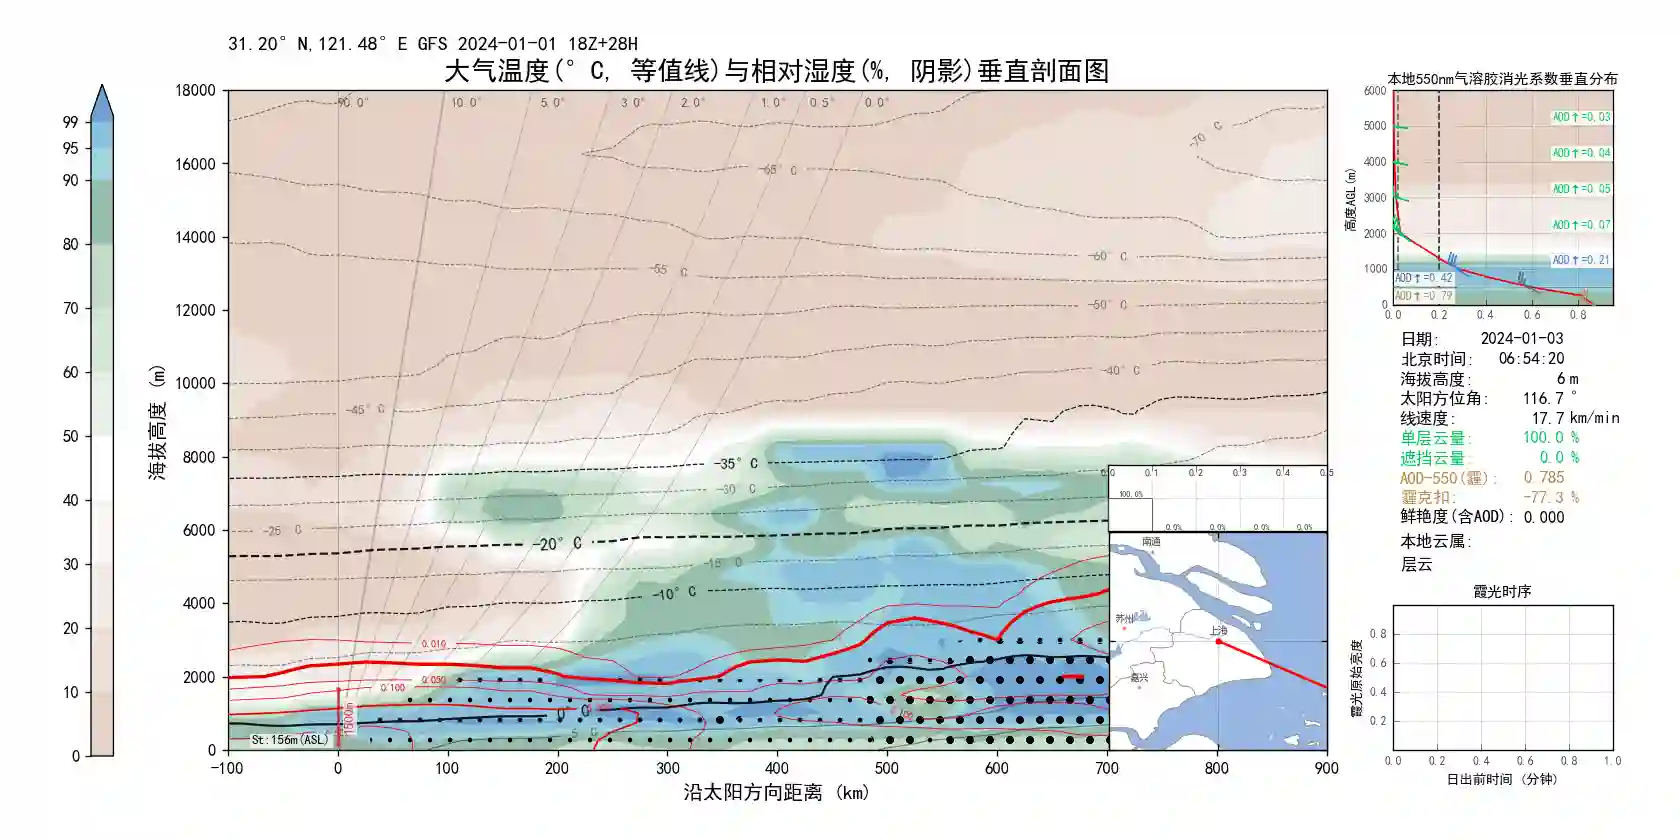 31.20° N,121.48° E GFS 2024-01-01 18Z+28H
大气温度(° C, 等值线)与相对湿度(%, 阴影)垂直剖面图
99
95
90
80
70
60
50
40
30
20
10
0
海拔高度 (m)
18000
16000
14000
12000
10000
8000
6000
4000
2000
0
10.0° 5.0° 3.0° 2.0° 1.0° 0.5° 0.0°
-70 C
-65 ° C
-60 ° C
-55 ° C
-50 ° C
-45 ° C
-40 ° C
-35° C
-30 ° C
-25 ° C
-20 ° C
-15 ° C
-10 ° C
0 ° C
5 ° C
0.010
0.050
0.100
1500m
St:156m(ASL)
-100 0 100 200 300 400 500 600 700 800 900
沿太阳方向距离 (km)
0.0 0.1 0.2 0.3 0.4 0.5
100.0%
0.0% 0.0% 0.0% 0.0%
南通
苏州
上海
嘉兴
本地550nm气溶胶消光系数垂直分布
高度AGL(m)
6000
5000
4000
3000
2000
1000
0
AOD↑=0.03
AOD↑=0.04
AOD↑=0.05
AOD↑=0.07
AOD↑=0.21
AOD↑=0.42
AOD↑=0.79
0.0 0.2 0.4 0.6 0.8
日期: 2024-01-03
北京时间: 06:54:20
海拔高度: 6 m
太阳方位角: 116.7 °
线速度: 17.7 km/min
单层云量: 100.0 %
遮挡云量: 0.0 %
AOD-550(霾): 0.785
霾克扣: -77.3 %
鲜艳度(含AOD): 0.000
本地云属:
层云
霞光时序
霞光原始亮度
0.8
0.6
0.4
0.2
0.0 0.2 0.4 0.6 0.8 1.0
日出前时间 (分钟)